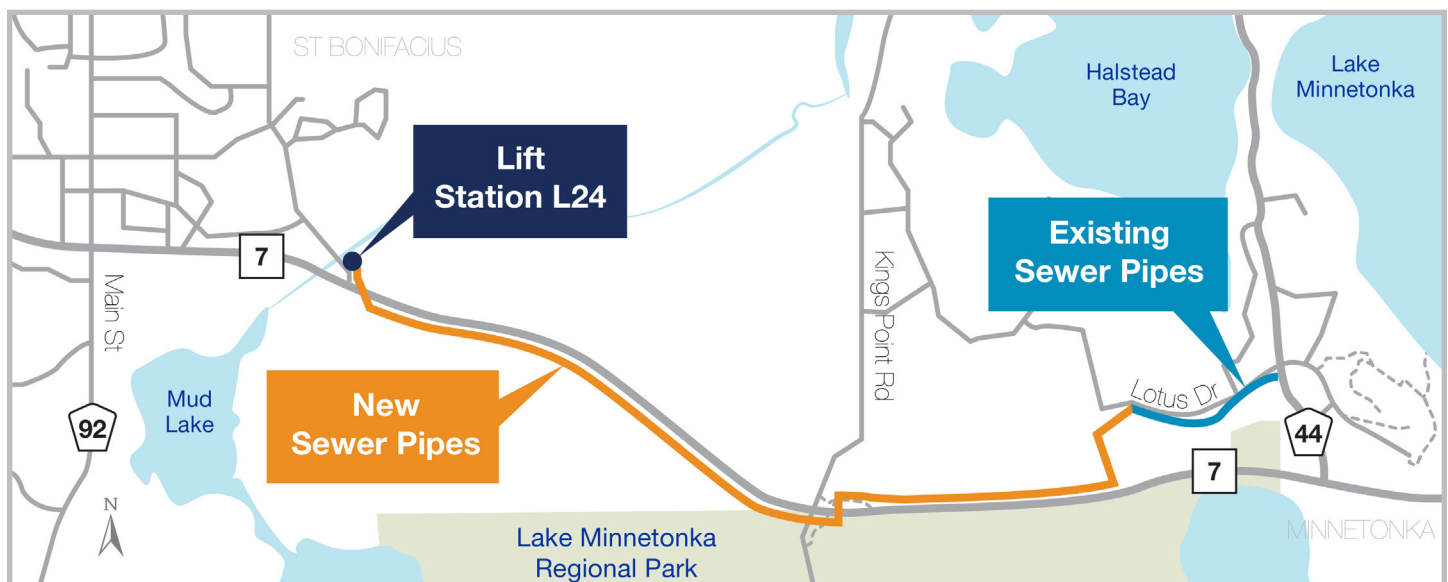 ST BONIFACIUS
Halstead
Bay
Lake
Minnetonka
Lift
Station L24
Existing
Sewer Pipes
7
Main St
Kings Point Rd
New
Sewer Pipes
Mud
Lake
Lotus Dr
92
44
7
N
Lake Minnetonka
Regional Park
MINNETONKA